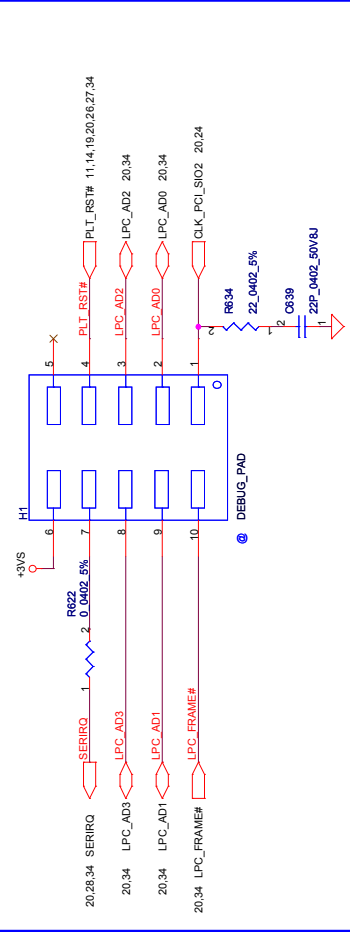 H1
+3VS
6
5
R622
0_0402_5%
20,28,34 SERIRQ
SERIRQ
1
2
7
4
PLT_RST#
PLT_RST# 11,14,19,20,26,27,34
20,34 LPC_AD3
LPC_AD3
8
3
LPC_AD2
LPC_AD2 20,34
20,34 LPC_AD1
LPC_AD1
9
2
LPC_AD0
LPC_AD0 20,34
20,34 LPC_FRAME#
LPC_FRAME#
10
1
CLK_PCI_SIO2 20,24
@ DEBUG_PAD
2
R634
22_0402_5%
1
2
C639
22P_0402_50V8J
1